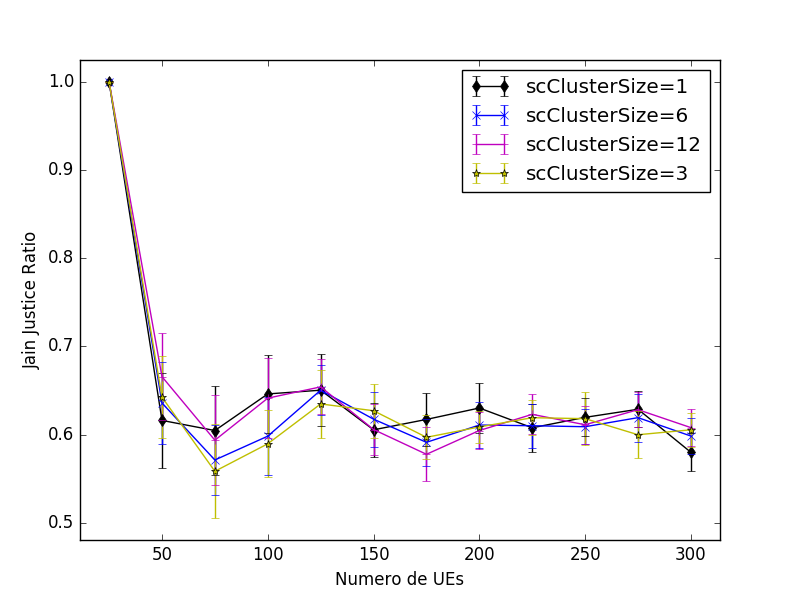 1.0
0.9
0.8
0.7
0.6
0.5
Jain Justice Ratio
scClusterSize=1
scClusterSize=6
scClusterSize=12
scClusterSize=3
50 100 150 200 250 300
Numero de UEs